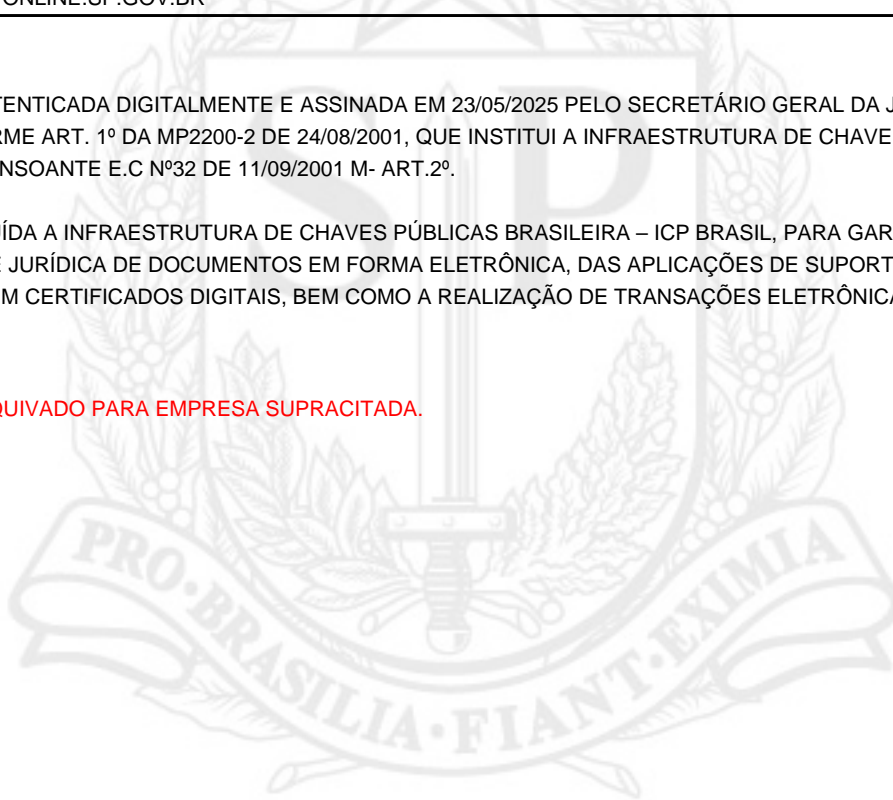 ONLINE.SP.GOV.BR
TENTICADA DIGITALMENTE E ASSINADA EM 23/05/2025 PELO SECRETÁRIO GERAL DA J
RME ART. 1º DA MP2200-2 DE 24/08/2001, QUE INSTITUI A INFRAESTRUTURA DE CHAVE
NSOANTE E.C Nº32 DE 11/09/2001 M- ART.2º.
ÍDA A INFRAESTRUTURA DE CHAVES PÚBLICAS BRASILEIRA – ICP BRASIL, PARA GAR
E JURÍDICA DE DOCUMENTOS EM FORMA ELETRÔNICA, DAS APLICAÇÕES DE SUPORT
M CERTIFICADOS DIGITAIS, BEM COMO A REALIZAÇÃO DE TRANSAÇÕES ELETRÔNICA
QUIVADO PARA EMPRESA SUPRACITADA.
SP
PRO·BRASILIA·FIANT·EXIMIA